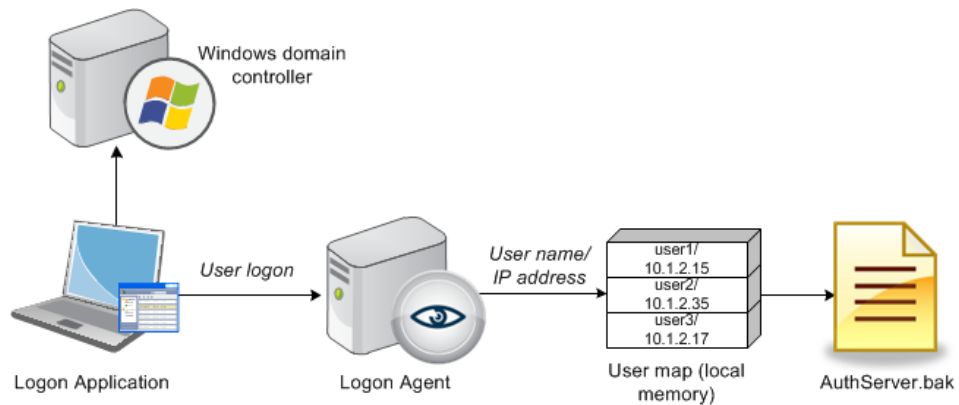 Windows domain
controller
User logon
User name/
IP address
user1/
10.1.2.15
user2/
10.1.2.35
user3/
10.1.2.17
Logon Application
Logon Agent
User map (local
memory)
AuthServer.bak